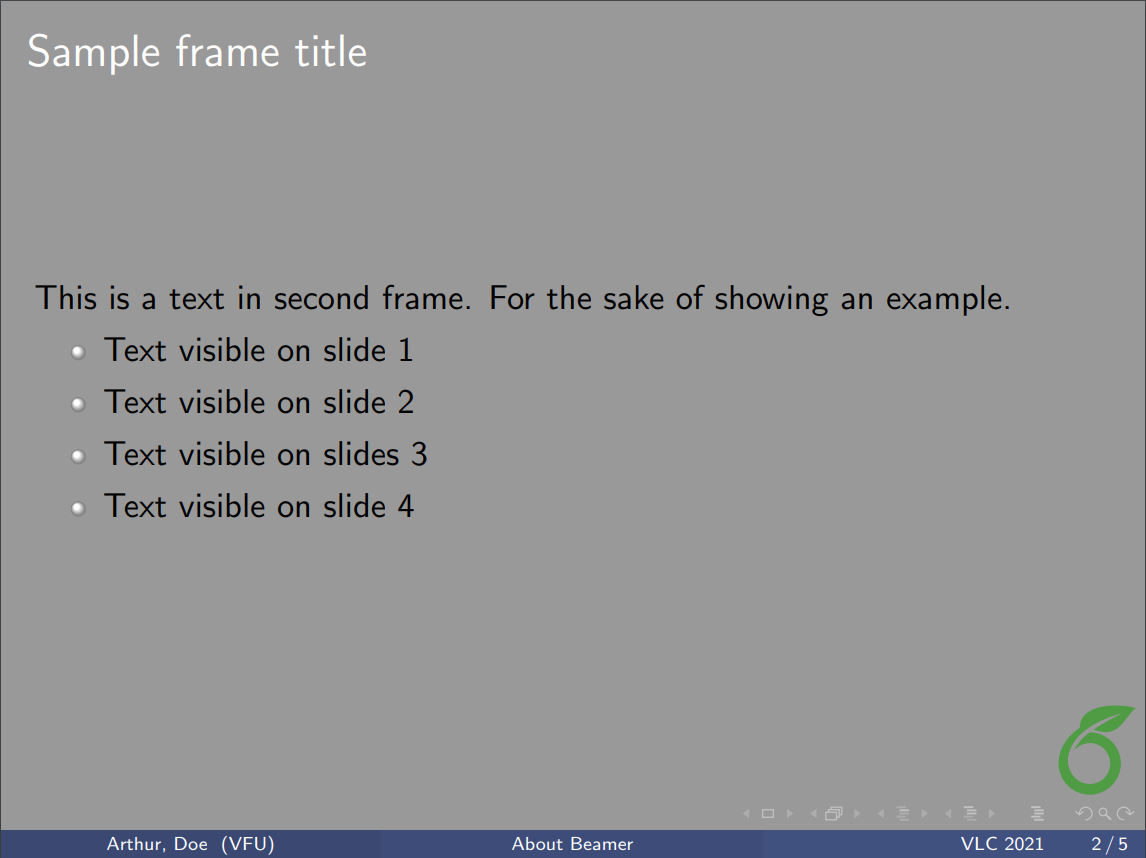 Sample frame title
This is a text in second frame. For the sake of showing an example.
Text visible on slide 1
Text visible on slide 2
Text visible on slides 3
Text visible on slide 4
Arthur, Doe (VFU) About Beamer VLC 2021 2 / 5